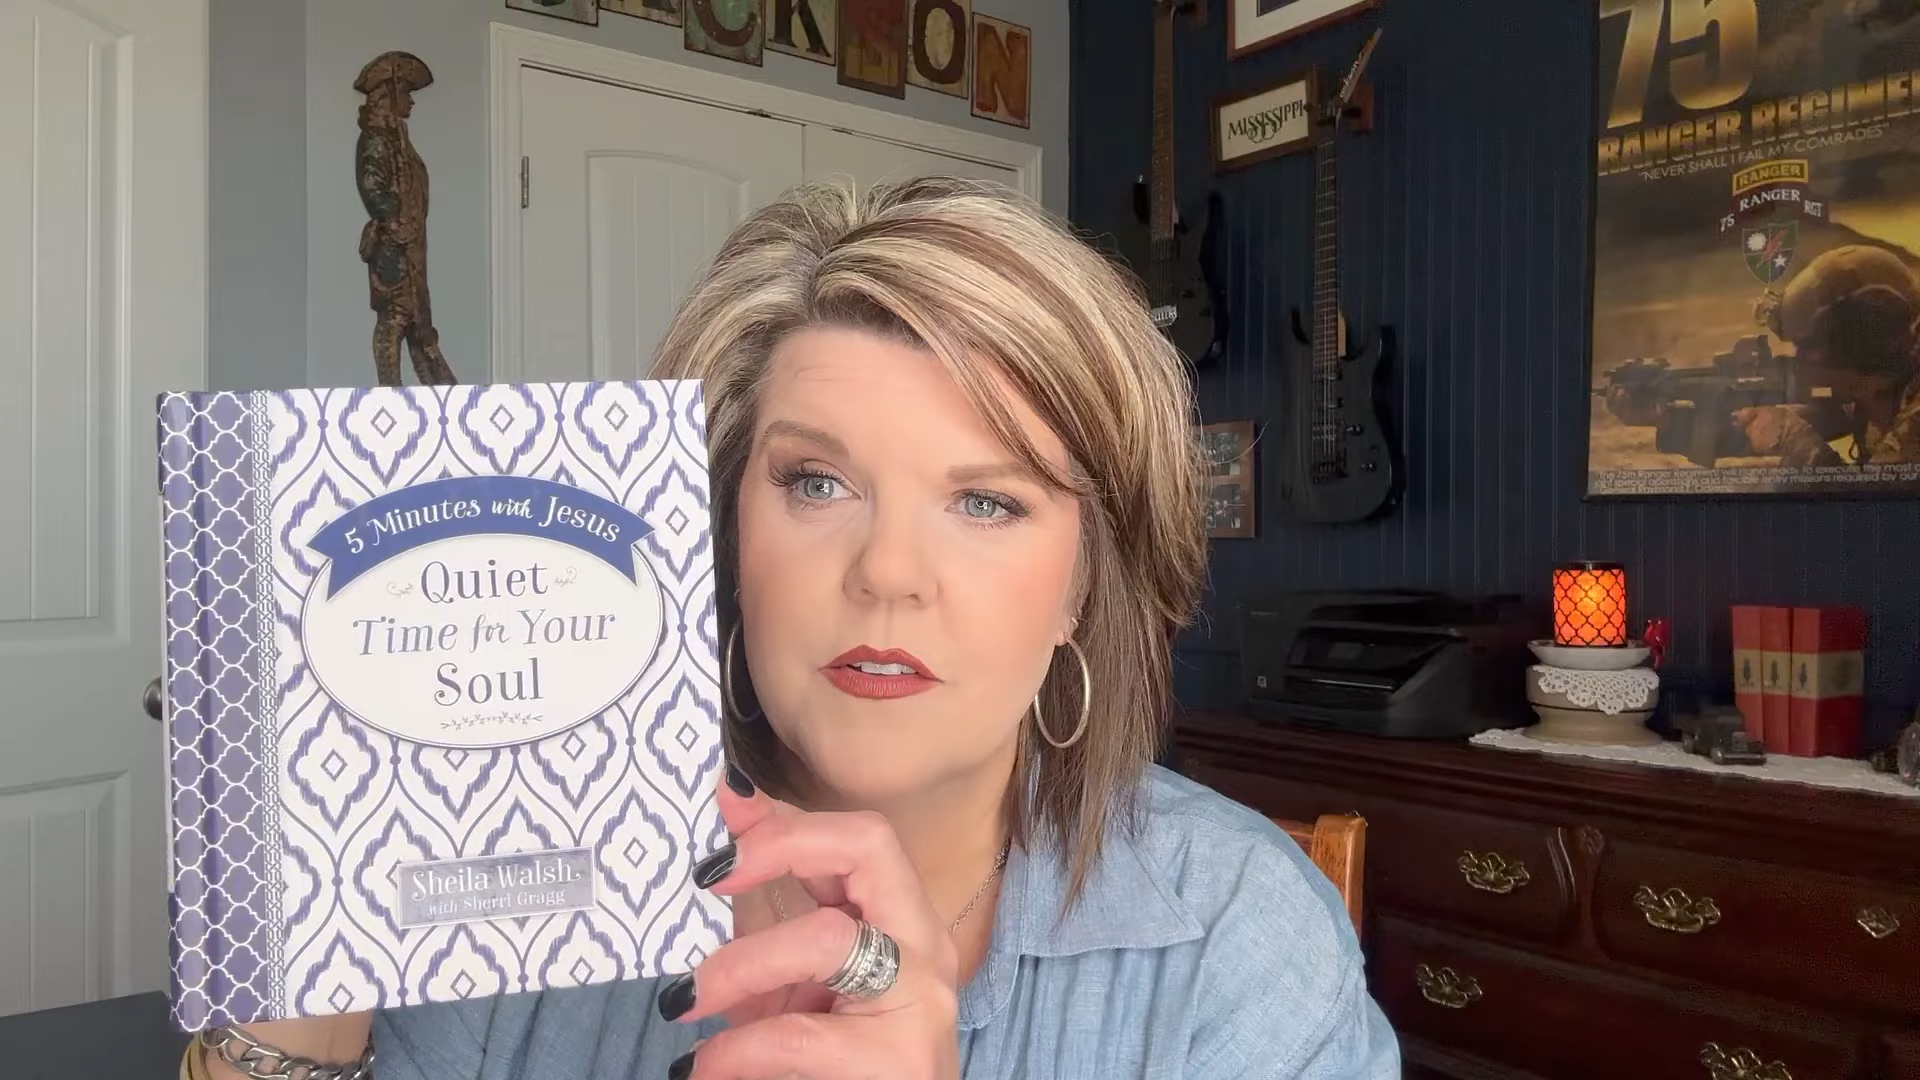 CKSON
MISSISSIPPI
Jackson
75
RANGER REGIMENT
"NEVER SHALL I FAIL MY COMRADES"
RANGER
75 RANGER RGT
5 Minutes with Jesus
Quiet
Time for Your
Soul
Sheila Walsh
with Sherri Gragg